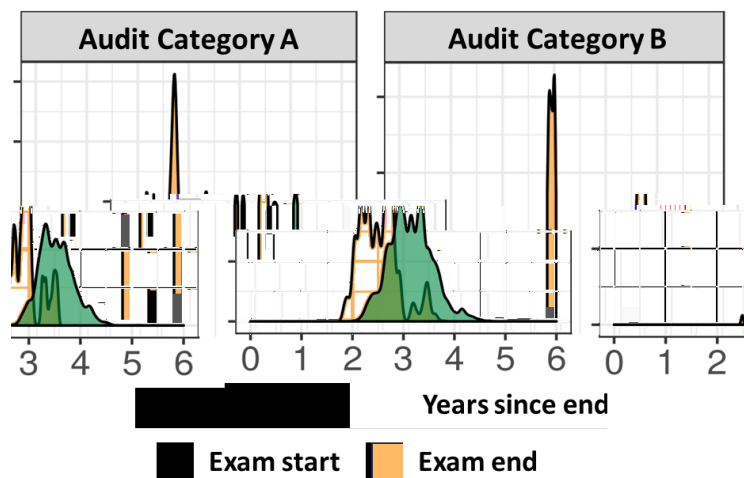 Audit Category A Audit Category B
3 4 5 6 0 1 2 3 4 5 6 0 1 2
Years since end
Exam start Exam end